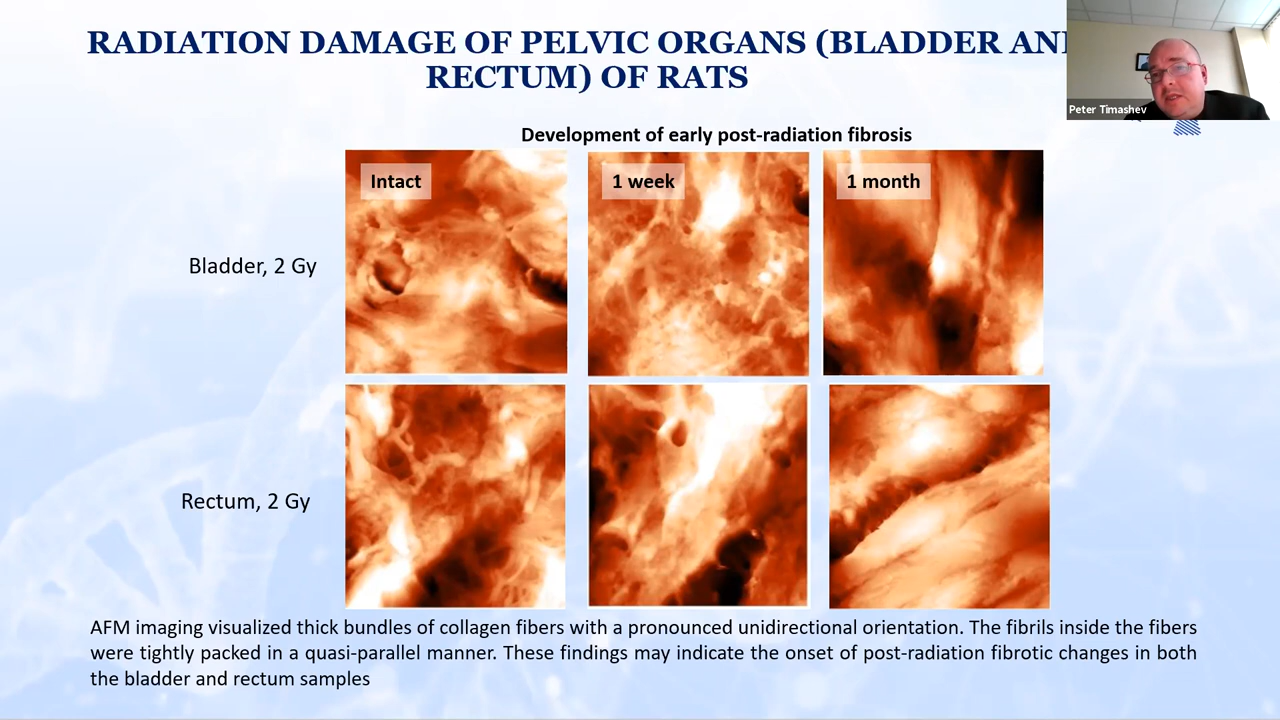 RADIATION DAMAGE OF PELVIC ORGANS (BLADDER AN
RECTUM) OF RATS
Peter Timashev
Development of early post-radiation fibrosis
Intact
1 week
1 month
Bladder, 2 Gy
Rectum, 2 Gy
AFM imaging visualized thick bundles of collagen fibers with a pronounced unidirectional orientation. The fibrils inside the fibers
were tightly packed in a quasi-parallel manner. These findings may indicate the onset of post-radiation fibrotic changes in both
the bladder and rectum samples